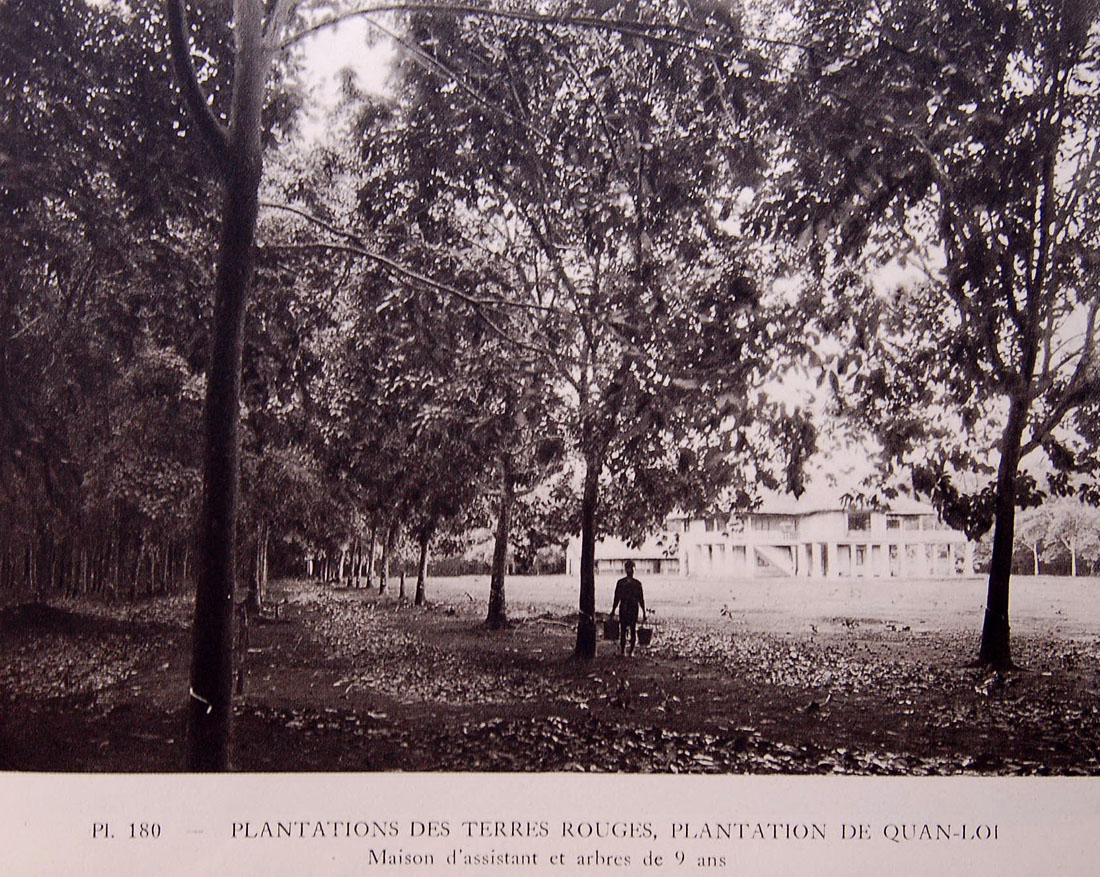 Pl. 180 — PLANTATIONS DES TERRES ROUGES, PLANTATION DE QUAN-LOI
Maison d'assistant et arbres de 9 ans